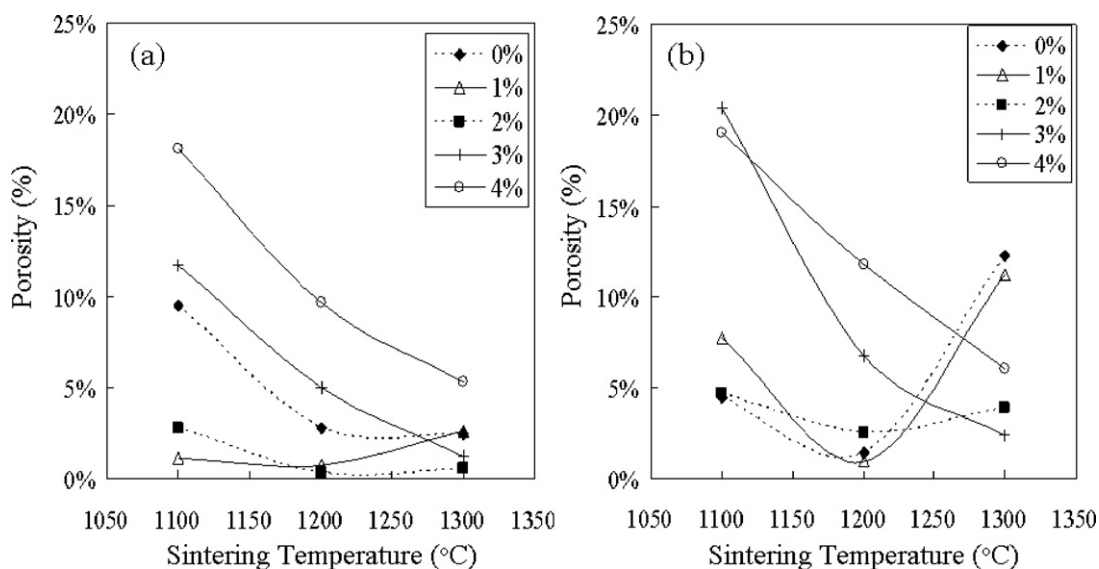 (a)
Porosity (%)
25%
20%
15%
10%
5%
0%
0%
1%
2%
3%
4%
1050 1100 1150 1200 1250 1300 1350
Sintering Temperature (°C)
(b)
Porosity (%)
25%
20%
15%
10%
5%
0%
0%
1%
2%
3%
4%
1050 1100 1150 1200 1250 1300 1350
Sintering Temperature (°C)